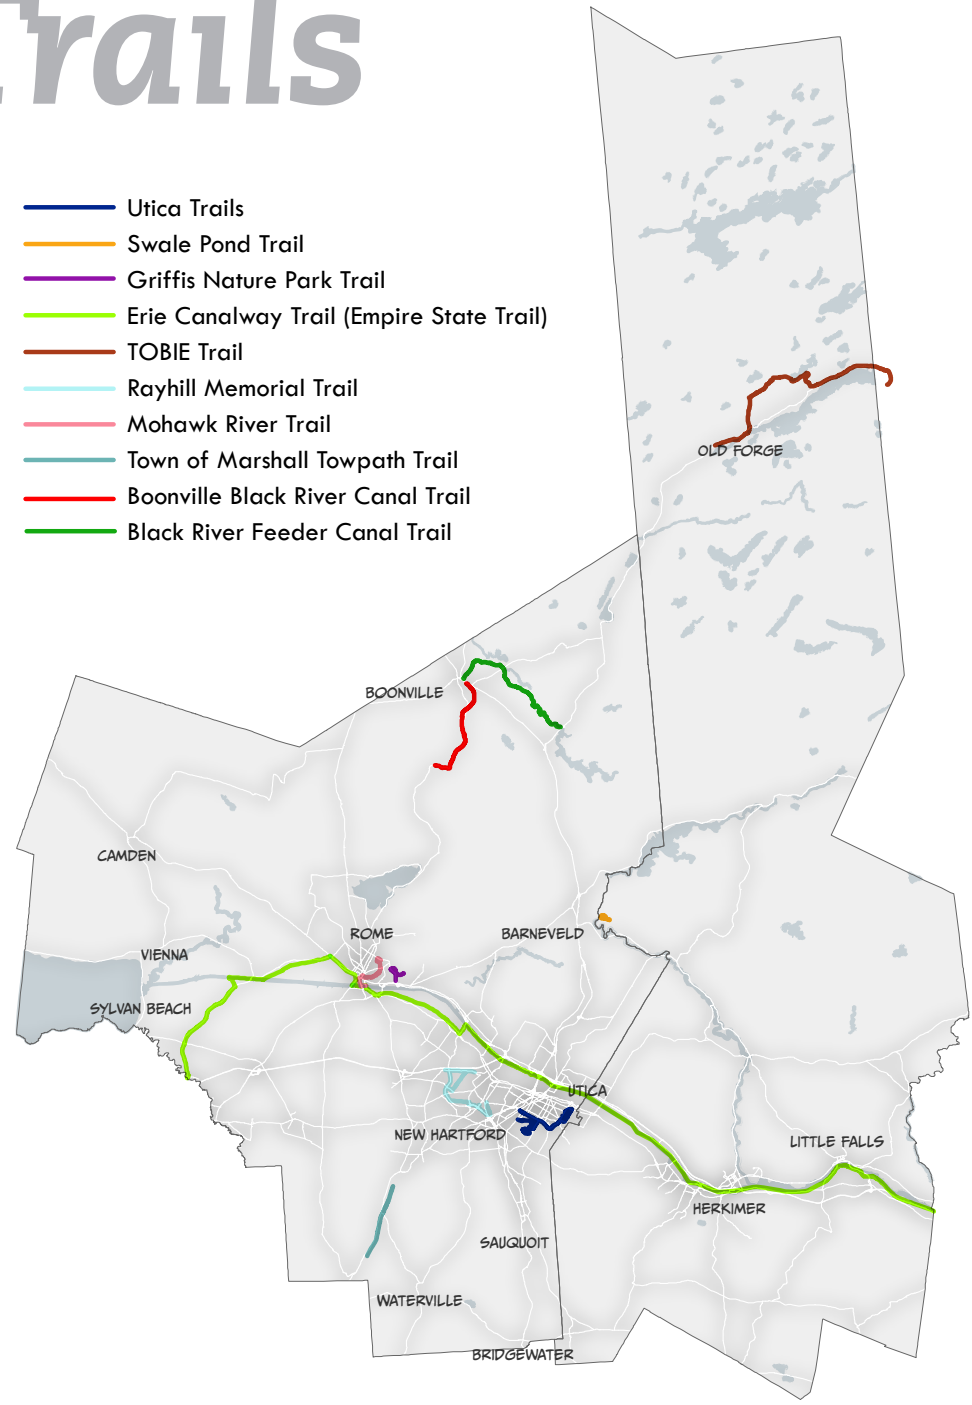 Trails
Utica Trails
Swale Pond Trail
Griffis Nature Park Trail
Erie Canalway Trail (Empire State Trail)
TOBIE Trail
Rayhill Memorial Trail
Mohawk River Trail
Town of Marshall Towpath Trail
Boonville Black River Canal Trail
Black River Feeder Canal Trail
OLD FORGE
BOONVILLE
CAMDEN
ROME
BARNEVELD
VIENNA
SYLVAN BEACH
UTICA
NEW HARTFORD
LITTLE FALLS
HERKIMER
SAUQUOIT
WATERVILLE
BRIDGEWATER